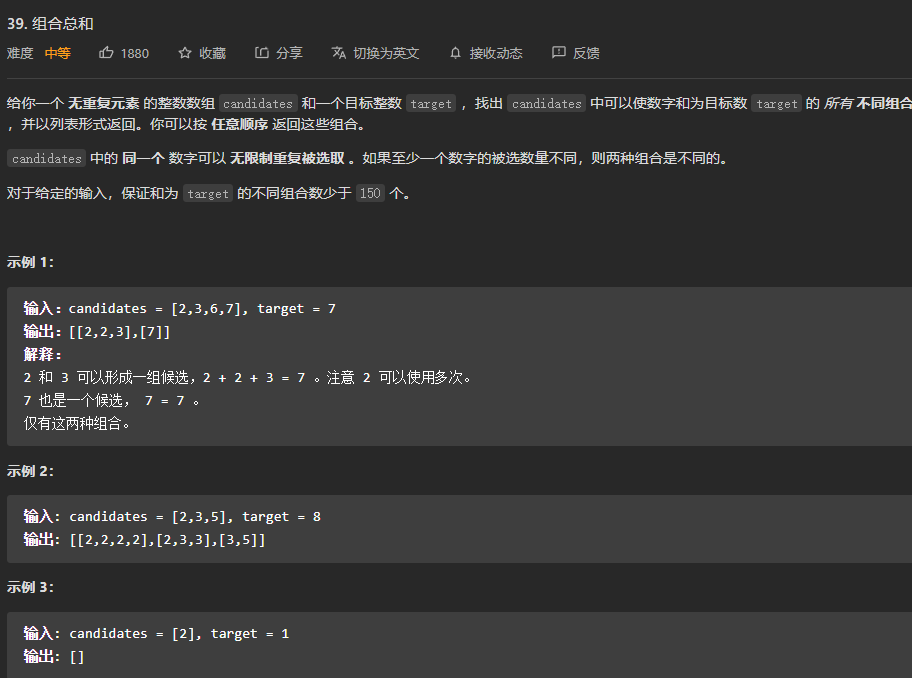 39. 组合总和
难度 中等 1880 收藏 分享 切换为英文 接收动态 反馈
给你一个 无重复元素 的整数数组 candidates 和一个目标整数 target ，找出 candidates 中可以使数字和为目标数 target 的 所有 不同组合
，并以列表形式返回。你可以按 任意顺序 返回这些组合。
candidates 中的 同一个 数字可以 无限制重复被选取 。如果至少一个数字的被选数量不同，则两种组合是不同的。
对于给定的输入，保证和为 target 的不同组合数少于 150 个。
示例 1：
输入：candidates = [2,3,6,7], target = 7
输出：[[2,2,3],[7]]
解释：
2 和 3 可以形成一组候选，2 + 2 + 3 = 7 。注意 2 可以使用多次。
7 也是一个候选， 7 = 7 。
仅有这两种组合。
示例 2：
输入: candidates = [2,3,5], target = 8
输出: [[2,2,2,2],[2,3,3],[3,5]]
示例 3：
输入: candidates = [2], target = 1
输出: []